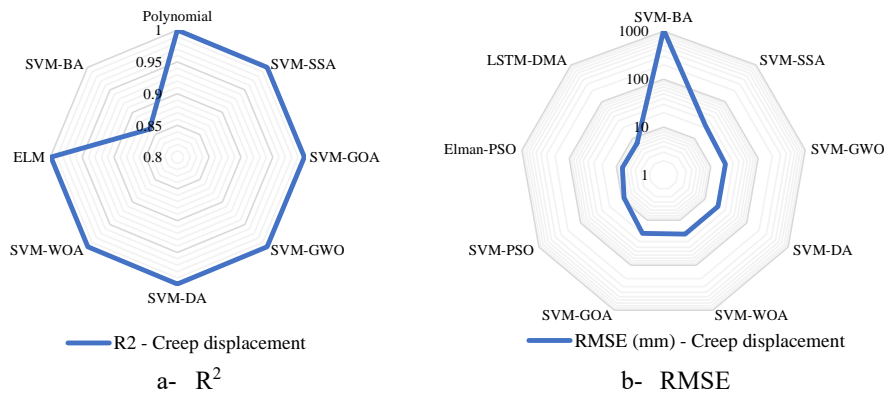 Polynomial
1
SVM-BA
SVM-SSA
0.95
0.9
0.85
ELM
0.8
SVM-GOA
SVM-WOA
SVM-GWO
SVM-DA
R2 - Creep displacement
a- R²
SVM-BA
1000
LSTM-DMA
SVM-SSA
100
10
Elman-PSO
SVM-GWO
1
SVM-PSO
SVM-DA
SVM-GOA
SVM-WOA
RMSE (mm) - Creep displacement
b- RMSE